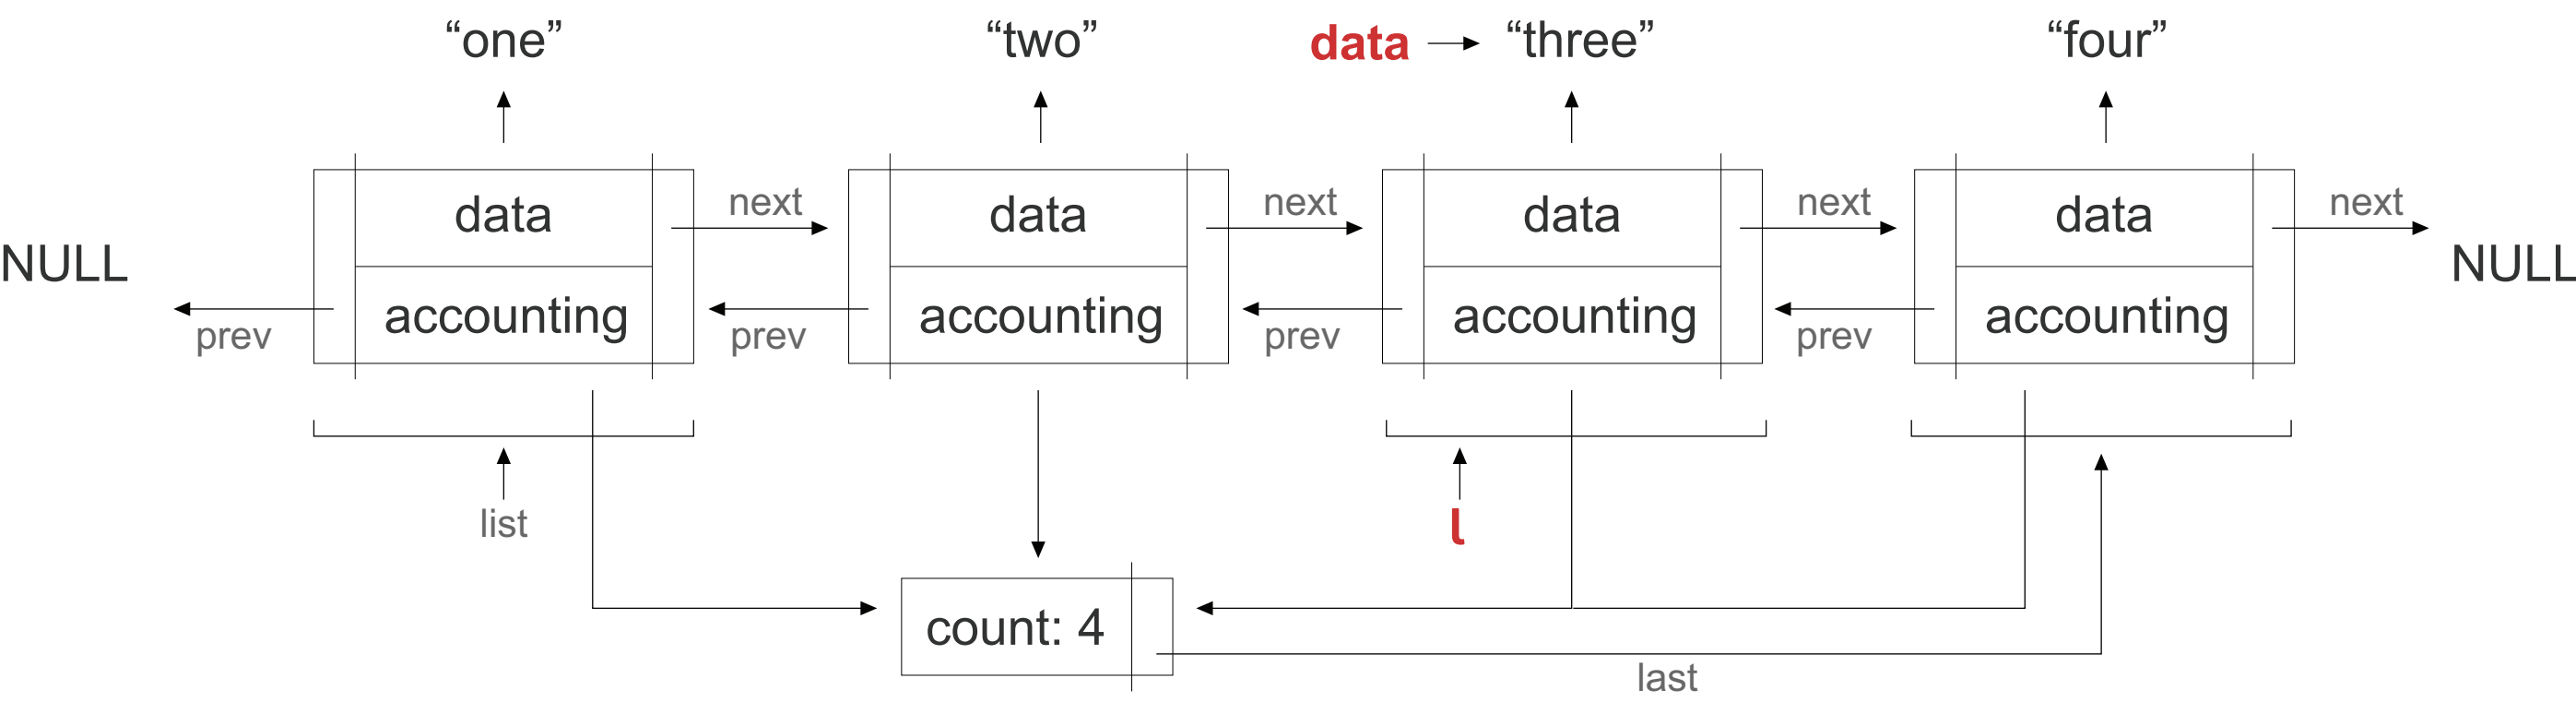 “one” “two” data “three” “four”
data next data next data next data next
NULL NULL
prev accounting prev accounting prev accounting prev accounting
list l
count: 4
last